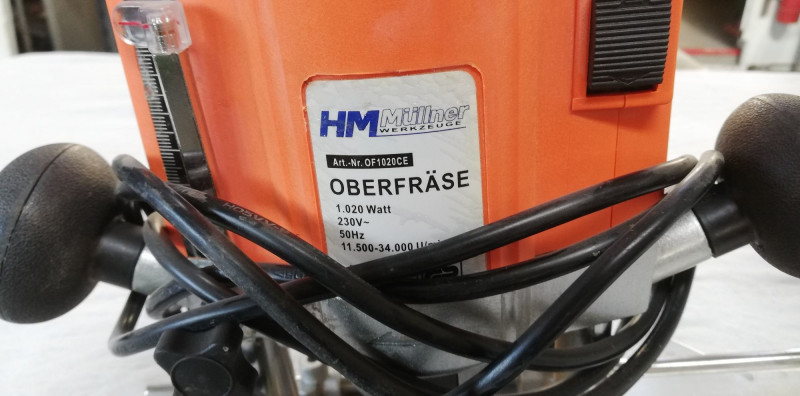 HM Müllner
WERKZEUGE
Art.-Nr. OF1020CE
OBERFRÄSE
1.020 Watt
230V~
50Hz
11.500-34.000